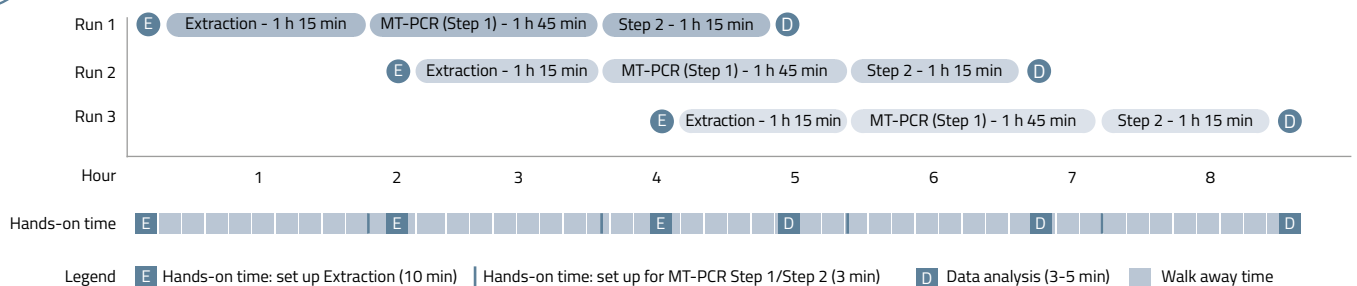 Run 1 E Extraction - 1 h 15 min MT-PCR (Step 1) - 1 h 45 min Step 2 - 1 h 15 min D
Run 2 E Extraction - 1 h 15 min MT-PCR (Step 1) - 1 h 45 min Step 2 - 1 h 15 min D
Run 3 E Extraction - 1 h 15 min MT-PCR (Step 1) - 1 h 45 min Step 2 - 1 h 15 min D
Hour 1 2 3 4 5 6 7 8
Hands-on time E E E D D D
Legend E Hands-on time: set up Extraction (10 min) Hands-on time: set up for MT-PCR Step 1/Step 2 (3 min) D Data analysis (3-5 min) Walk away time